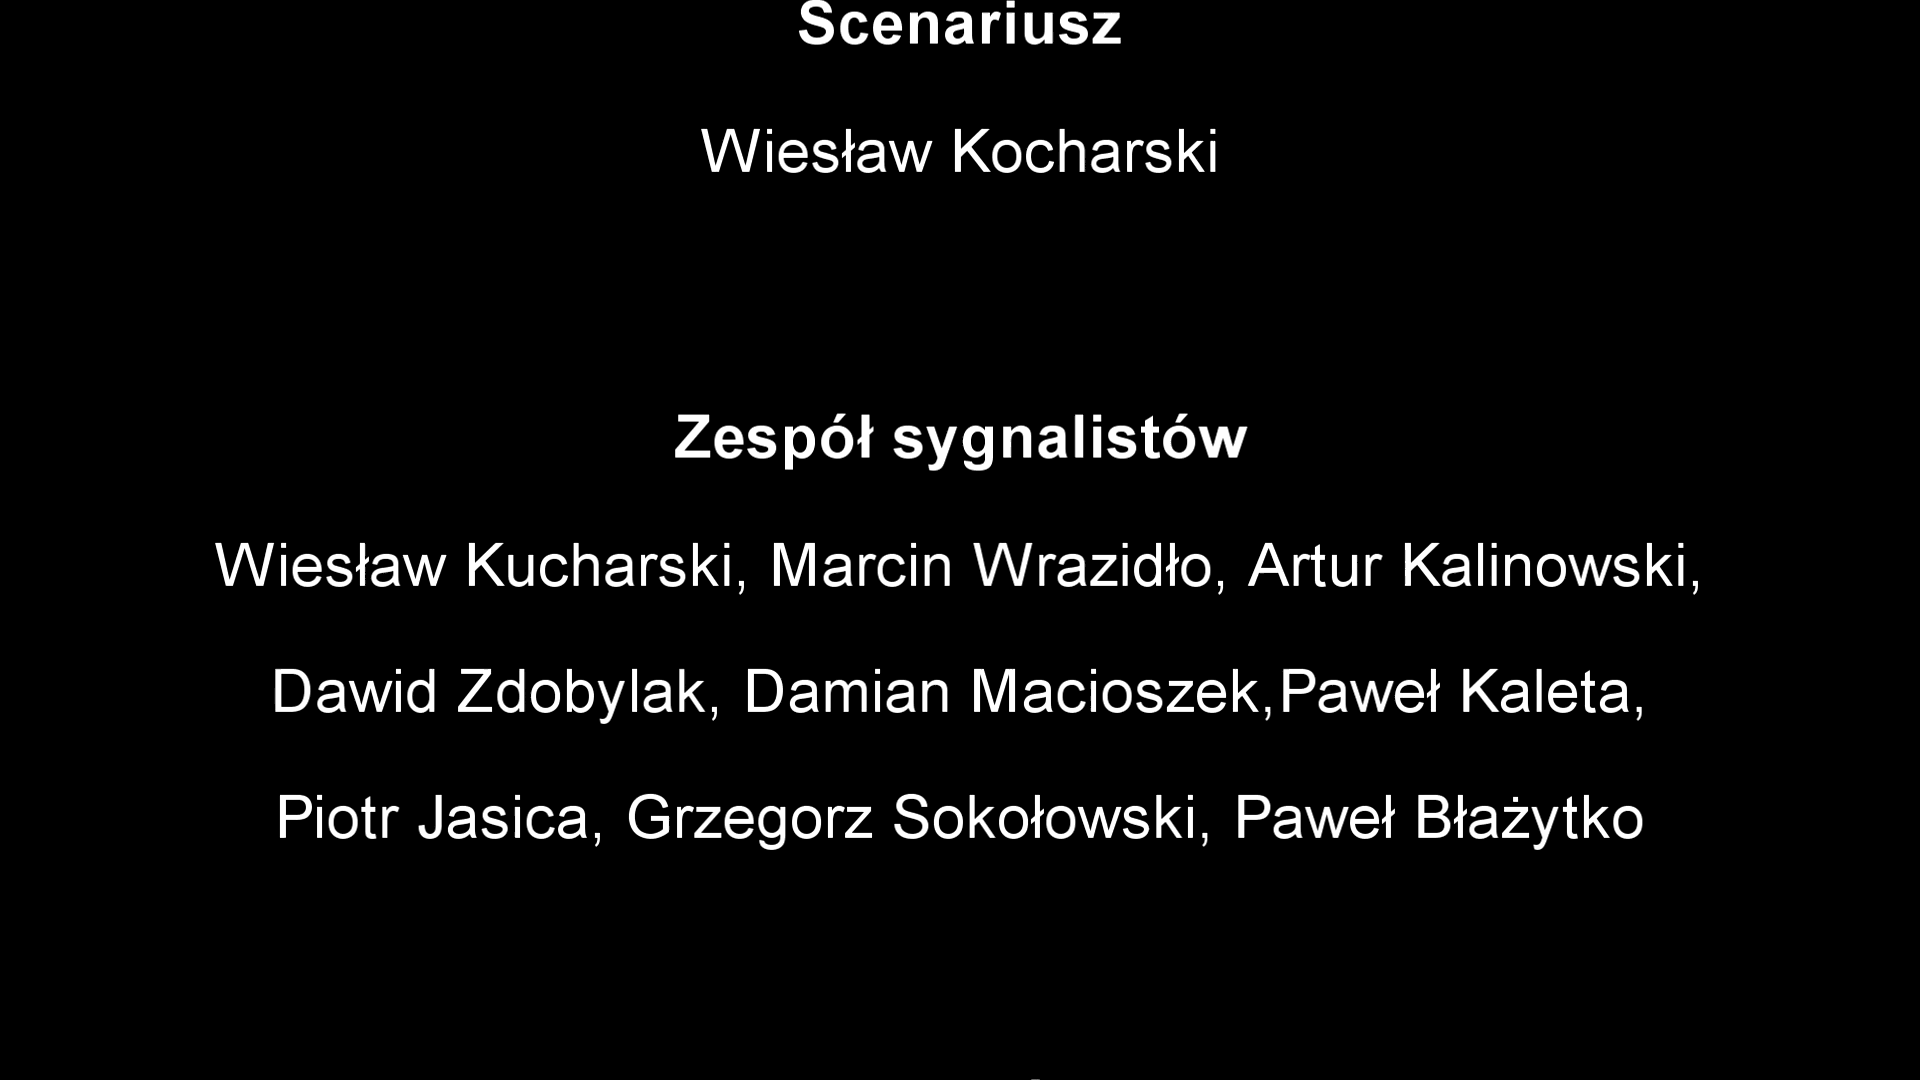 Scenariusz
Wiesław Kocharski
Zespół sygnalistów
Wiesław Kucharski, Marcin Wrazidło, Artur Kalinowski,
Dawid Zdobylak, Damian Macioszek,Paweł Kaleta,
Piotr Jasica, Grzegorz Sokołowski, Paweł Błażytko